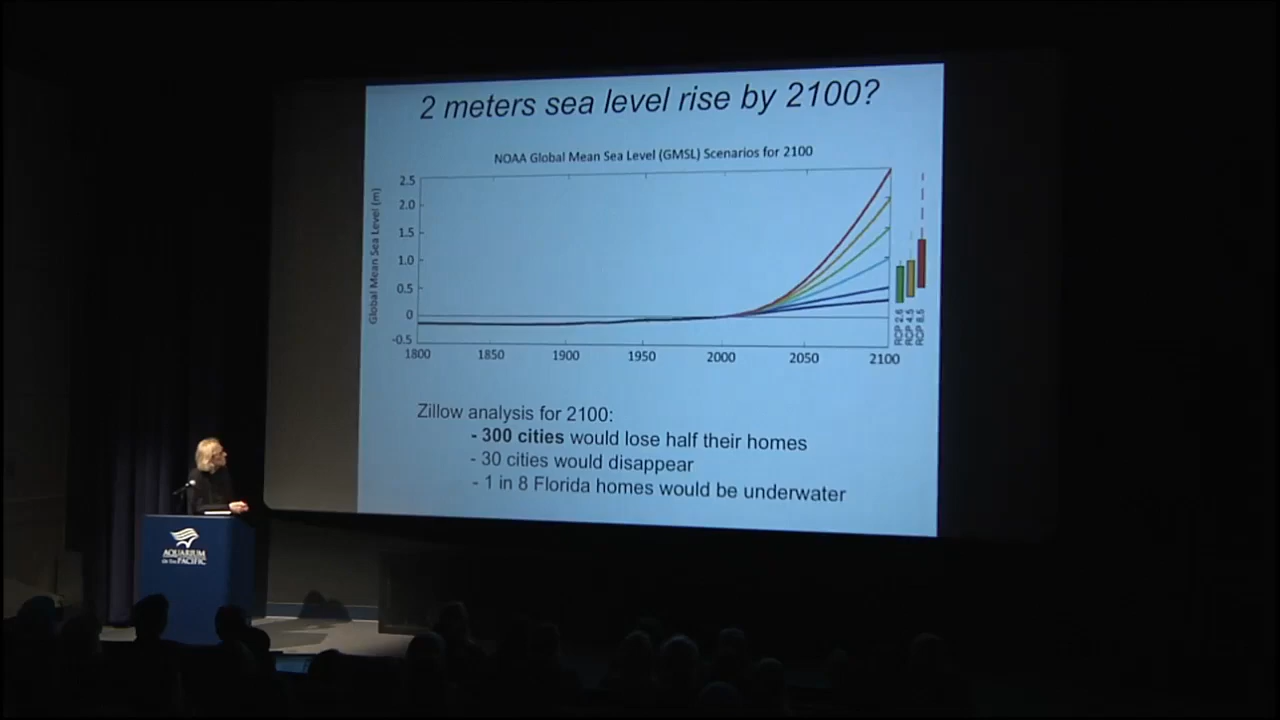 2 meters sea level rise by 2100?
NOAA Global Mean Sea Level (GMSL) Scenarios for 2100
Global Mean Sea Level (m)
2.5
2.0
1.5
1.0
0.5
0
-0.5
1800 1850 1900 1950 2000 2050 2100
RCP 2.6
RCP 4.5
RCP 8.5
Zillow analysis for 2100:
- 300 cities would lose half their homes
- 30 cities would disappear
- 1 in 8 Florida homes would be underwater
AQUARIUM
OF THE PACIFIC